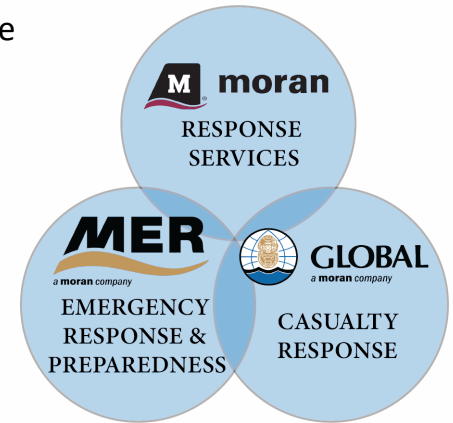 e
M ® moran
RESPONSE
SERVICES
MER
a moran company
EMERGENCY
RESPONSE &
PREPAREDNESS
GLOBAL
a moran company
CASUALTY
RESPONSE